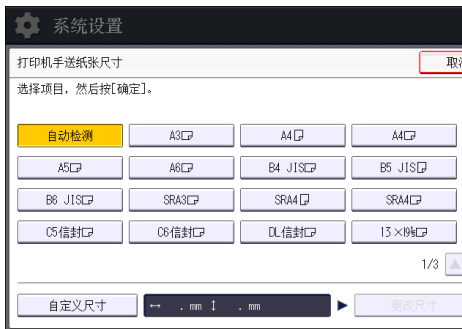 系统设置
打印机手送纸张尺寸 取消
选择项目，然后按[确定]。
自动检测 A3 A4 A4
A5 A6 B4 JIS B5 JIS
B6 JIS SRA3 SRA4 SRA4
C5信封 C6信封 DL信封 13×19½
1/3
自定义尺寸 ↔ . mm ↕ . mm ▶ 更改尺寸